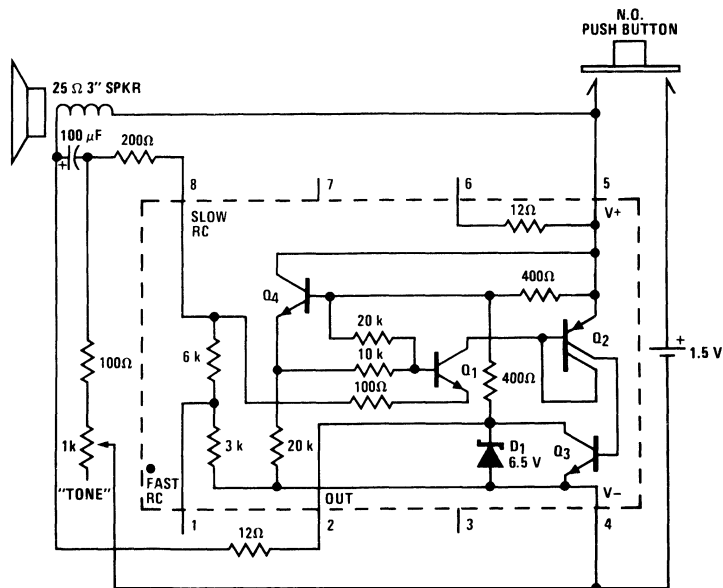 N.O.
PUSH BUTTON
25 Ω 3" SPKR
100 μF
+
200Ω
8
7
6
5
SLOW
RC
12Ω
V+
Q4
400Ω
20 k
Q2
6 k
10 k
Q1
+
1.5 V
100Ω
100Ω
400Ω
1k
3 k
20 k
D1
6.5 V
Q3
"TONE"
FAST
RC
OUT
V−
1
2
3
4
12Ω